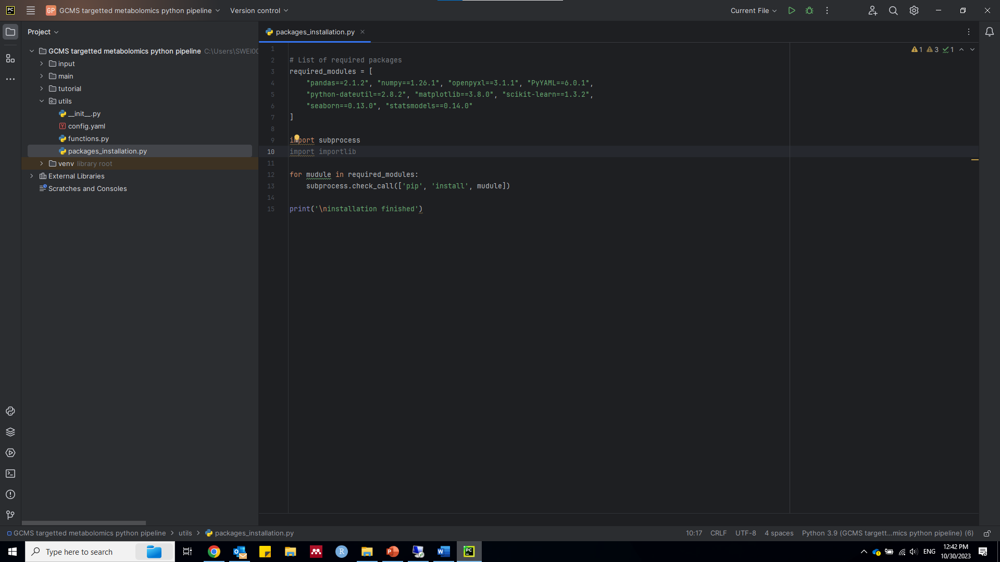 PC
GP GCMS targetted metabolomics python pipeline Version control Current File
Project
packages_installation.py
GCMS targetted metabolomics python pipeline C:\Users\SWEI00
input
main
tutorial
utils
__init__.py
Y config.yaml
functions.py
packages_installation.py
venv library root
External Libraries
Scratches and Consoles
1 3 1
1
2 # List of required packages
3 required_modules = [
4 "pandas==2.1.2", "numpy==1.26.1", "openpyxl==3.1.1", "PyYAML==6.0.1",
5 "python-dateutil==2.8.2", "matplotlib==3.8.0", "scikit-learn==1.3.2",
6 "seaborn==0.13.0", "statsmodels==0.14.0"
7 ]
8
9 import subprocess
10 import importlib
11
12 for mudule in required_modules:
13 subprocess.check_call(['pip', 'install', mudule])
14
15 print('\ninstallation finished')
GCMS targetted metabolomics python pipeline > utils > packages_installation.py
10:17 CRLF UTF-8 4 spaces Python 3.9 (GCMS targett...mics python pipeline) (6)
Type here to search
R P W PC
ENG
12:42 PM
10/30/2023